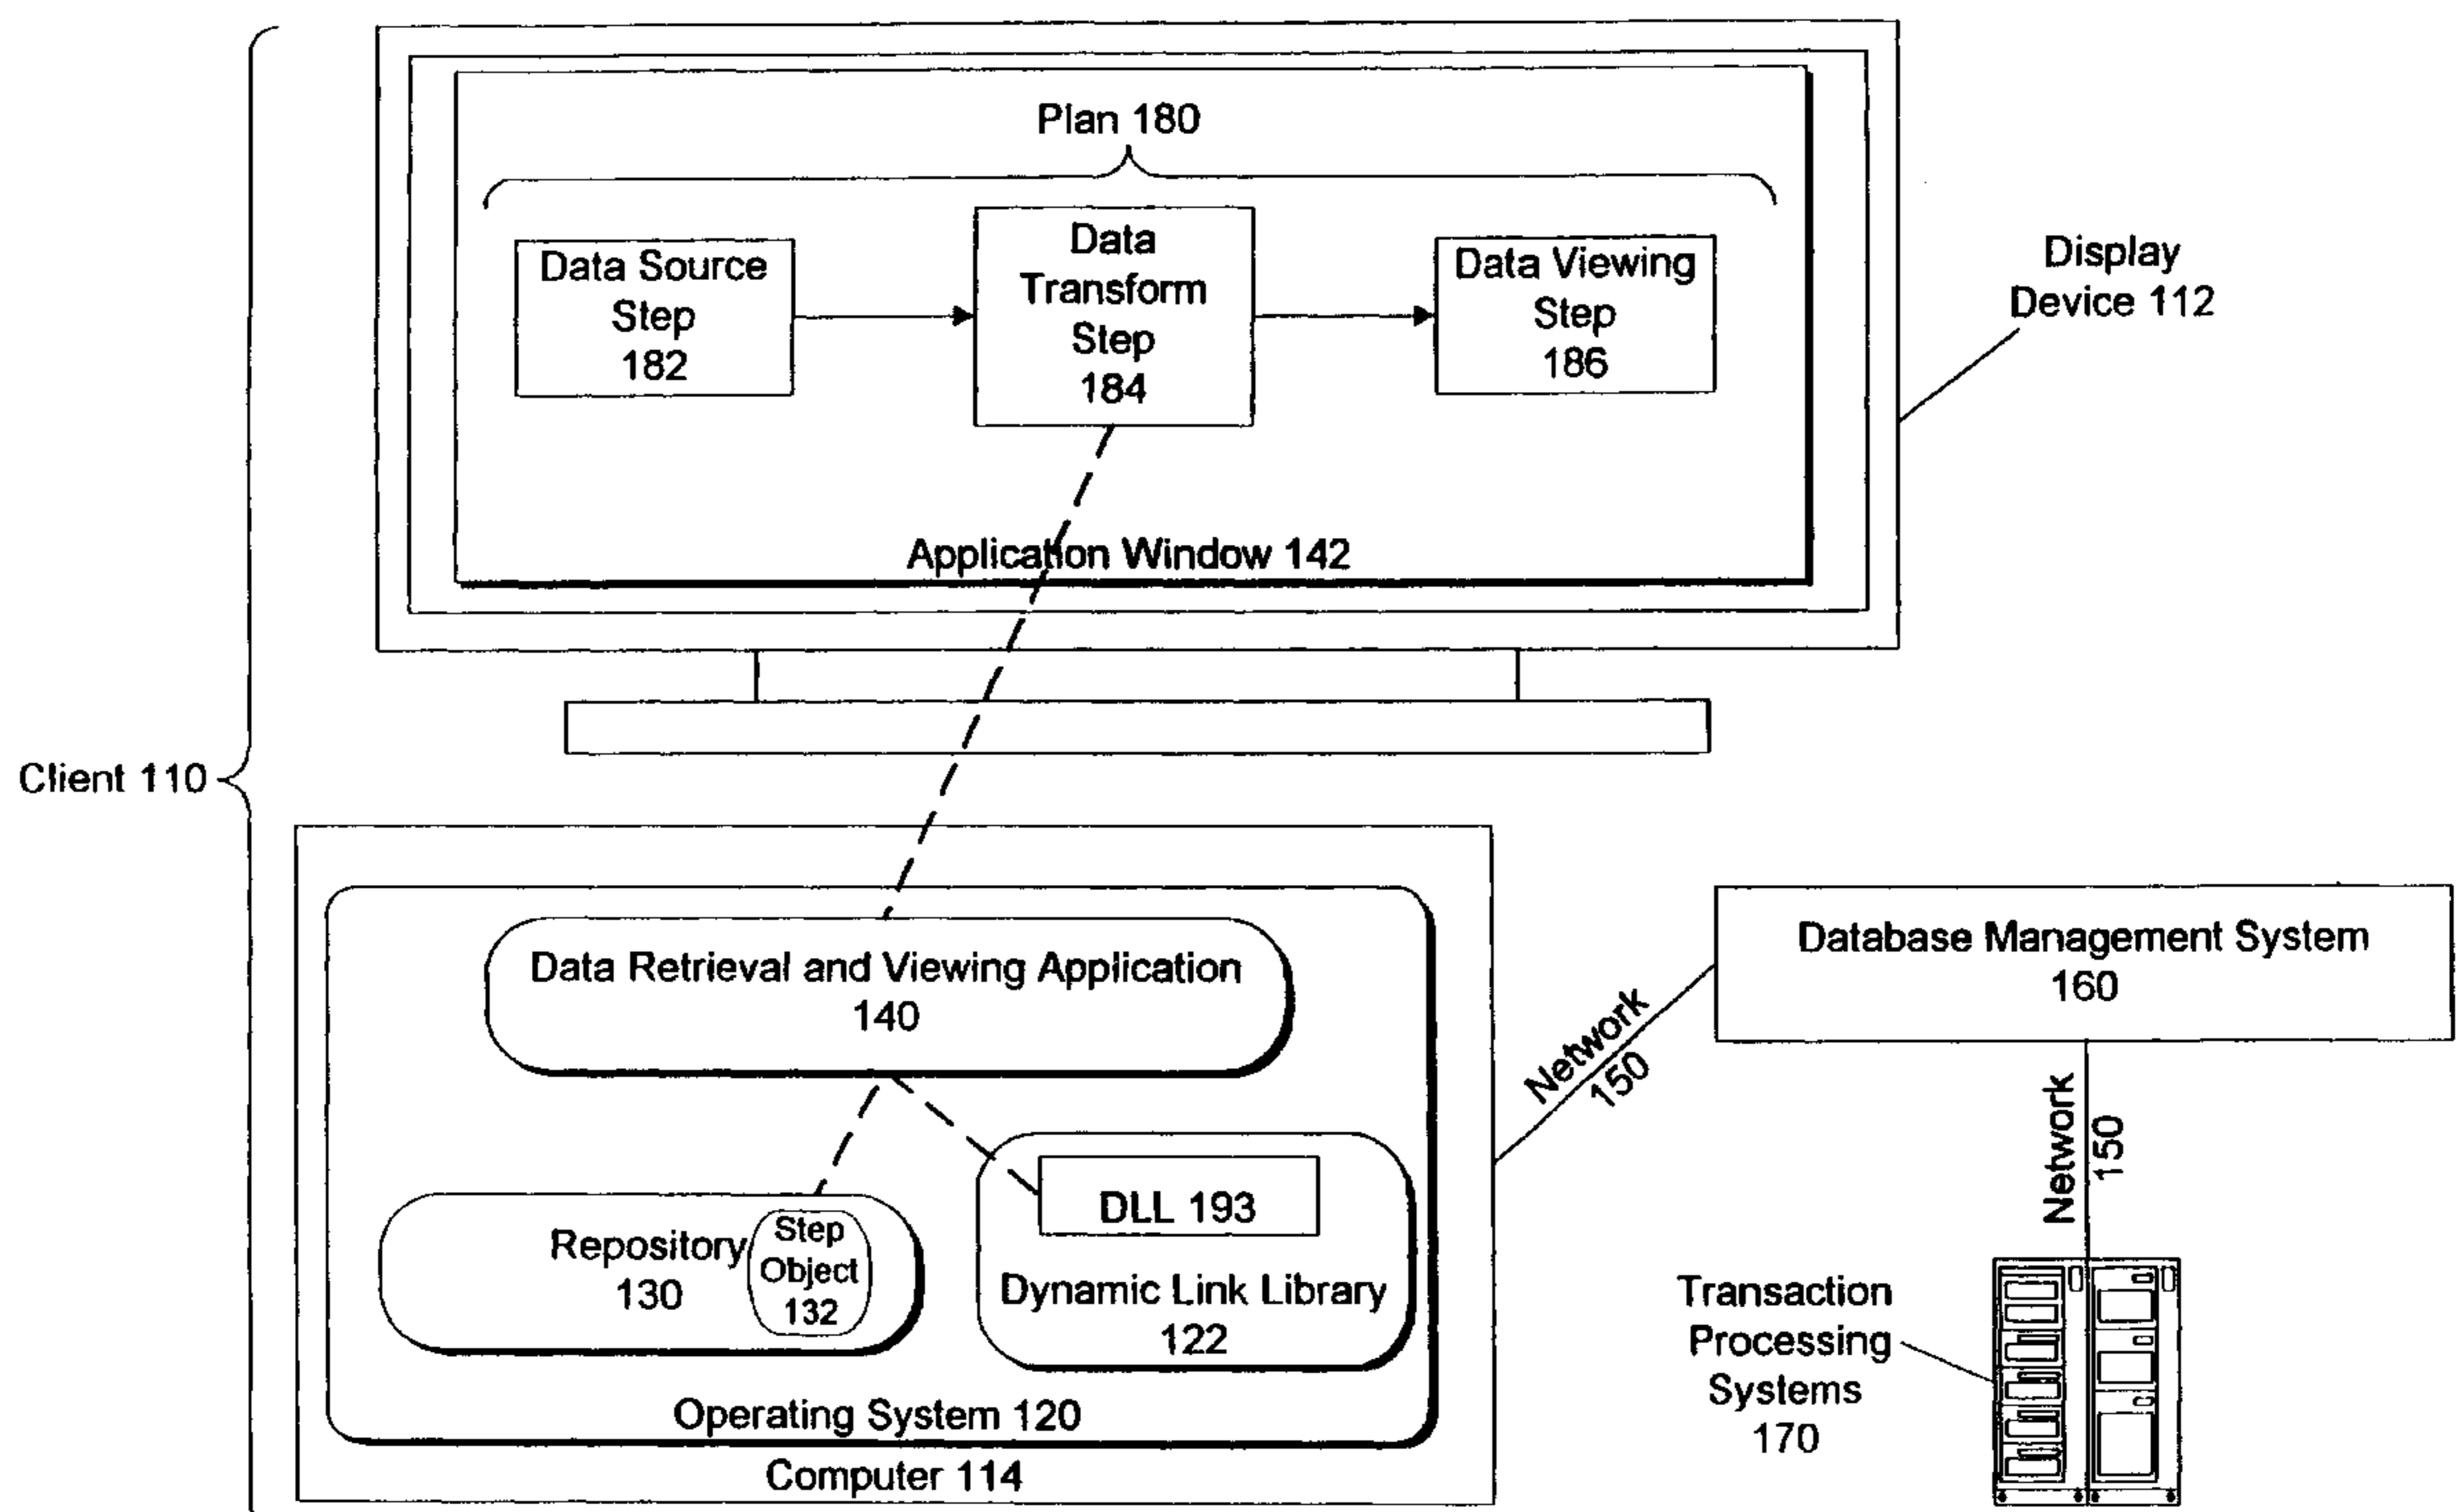 Plan 180
Data Source
Step
182
Data
Transform
Step
184
Data Viewing
Step
186
Display
Device 112
Application Window 142
Client 110
Data Retrieval and Viewing Application
140
Database Management System
160
Network
150
Network
150
DLL 193
Repository
130
Step
Object
132
Dynamic Link Library
122
Transaction
Processing
Systems
170
Operating System 120
Computer 114